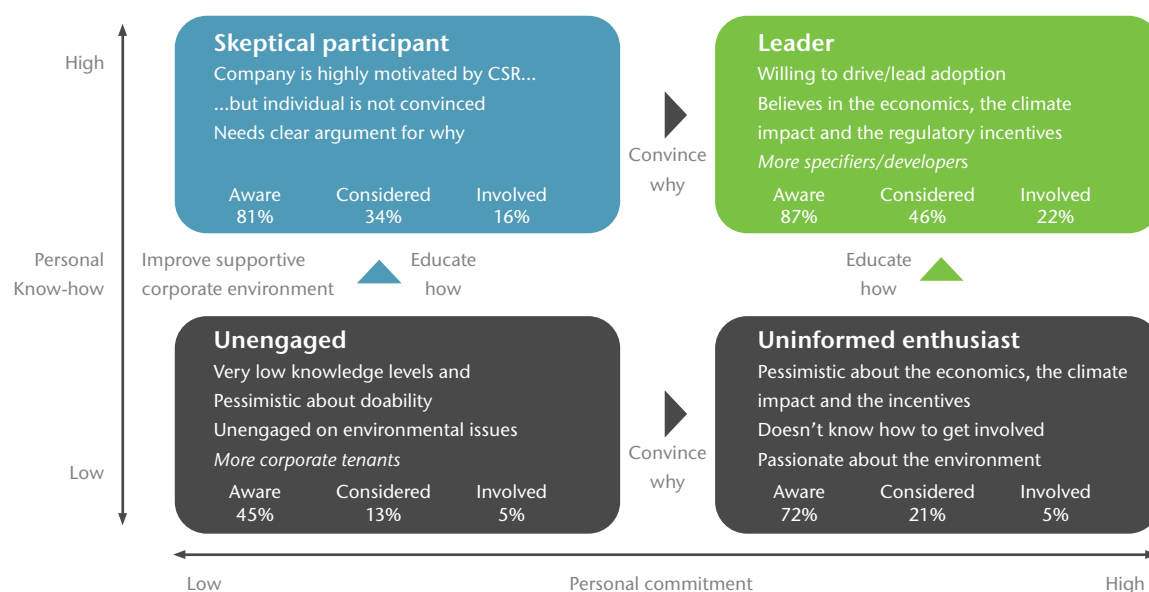 High
Skeptical participant
Company is highly motivated by CSR...
...but individual is not convinced
Needs clear argument for why
Aware Considered Involved
81% 34% 16%
Convince
why
Leader
Willing to drive/lead adoption
Believes in the economics, the climate
impact and the regulatory incentives
More specifiers/developers
Aware Considered Involved
87% 46% 22%
Personal
Know-how
Improve supportive
corporate environment
Educate
how
Educate
how
Unengaged
Very low knowledge levels and
Pessimistic about doability
Unengaged on environmental issues
More corporate tenants
Aware Considered Involved
45% 13% 5%
Convince
why
Uninformed enthusiast
Pessimistic about the economics, the climate
impact and the incentives
Doesn’t know how to get involved
Passionate about the environment
Aware Considered Involved
72% 21% 5%
Low
Low Personal commitment High